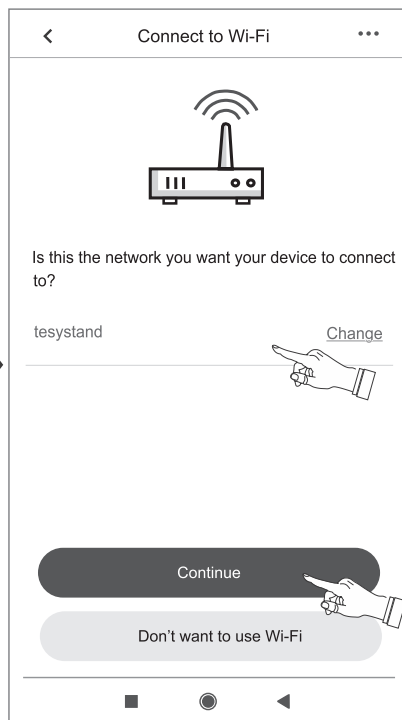 Connect to Wi-Fi
Is this the network you want your device to connect
to?
tesystand
Change
Continue
Don't want to use Wi-Fi